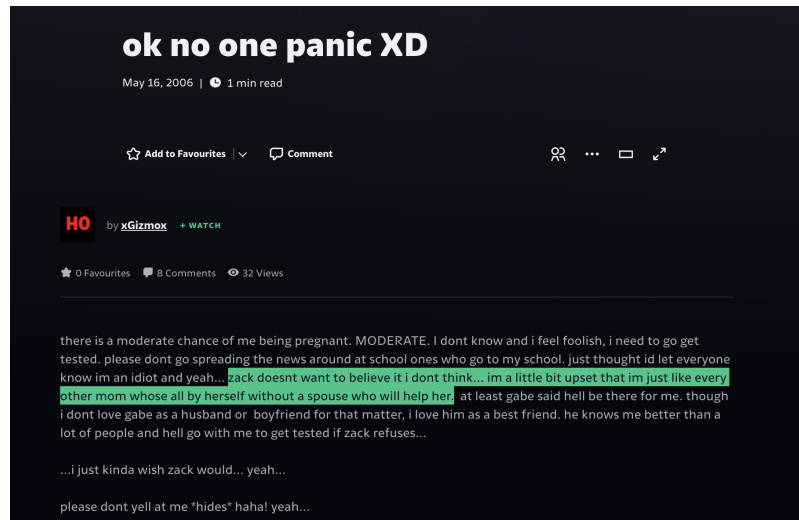 ok no one panic XD
May 16, 2006 | 1 min read
Add to Favourites | Comment
HO by xGizmox + WATCH
0 Favourites 8 Comments 32 Views
there is a moderate chance of me being pregnant. MODERATE. I dont know and i feel foolish, i need to go get
tested. please dont go spreading the news around at school ones who go to my school. just thought id let everyone
know im an idiot and yeah... zack doesnt want to believe it i dont think... im a little bit upset that im just like every
other mom whose all by herself without a spouse who will help her. at least gabe said hell be there for me. though
i dont love gabe as a husband or boyfriend for that matter, i love him as a best friend. he knows me better than a
lot of people and hell go with me to get tested if zack refuses...
...i just kinda wish zack would... yeah...
please dont yell at me *hides* haha! yeah...